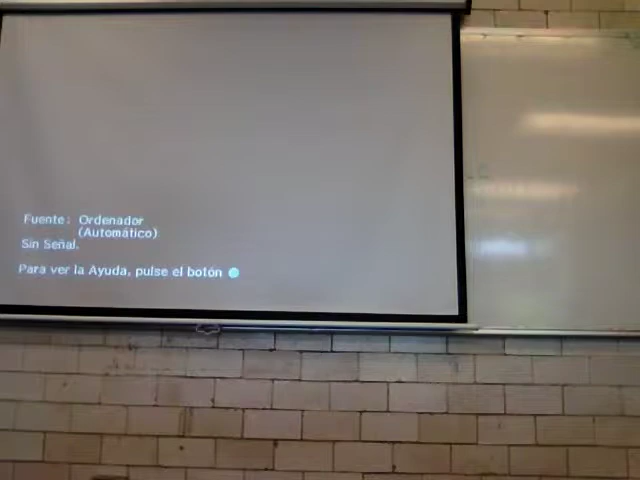 Fuente: Ordenador
(Automático)
Sin Señal.
Para ver la Ayuda, pulse el botón